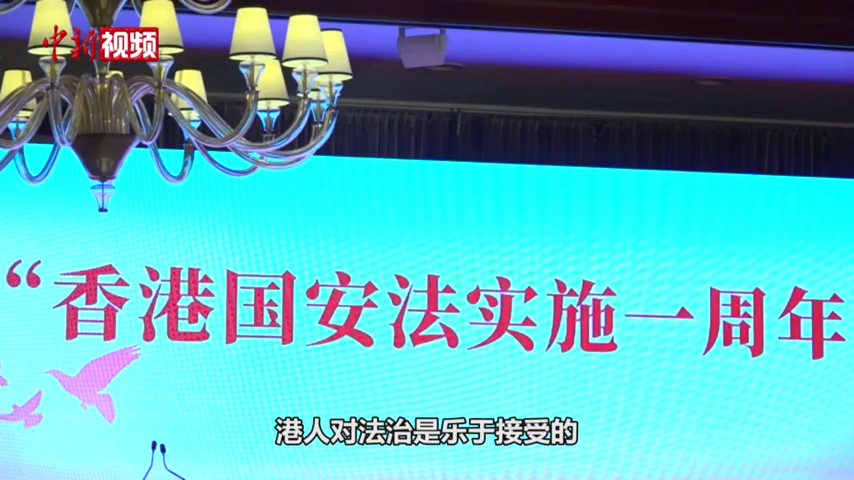 中新视频
“香港国安法实施一周年
港人对法治是乐于接受的